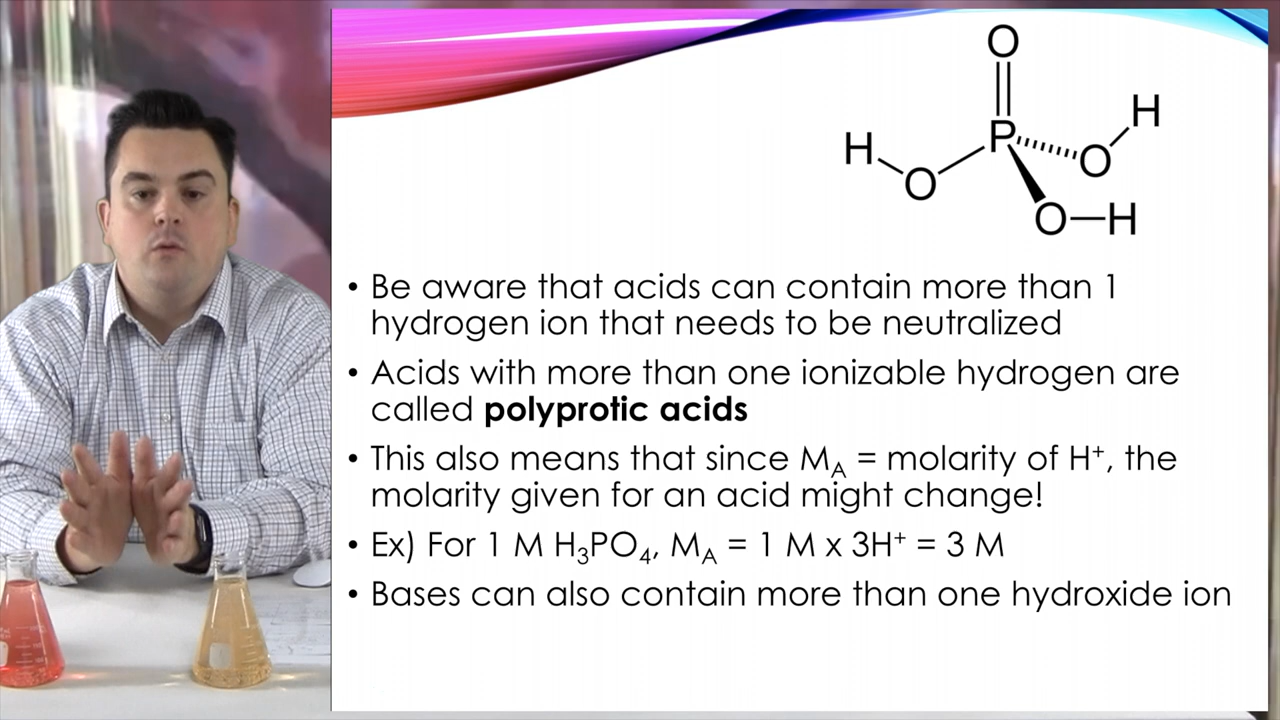 O
H
P
H
O
O
O—H
• Be aware that acids can contain more than 1
hydrogen ion that needs to be neutralized
• Acids with more than one ionizable hydrogen are
called polyprotic acids
• This also means that since M_A = molarity of H⁺, the
molarity given for an acid might change!
• Ex) For 1 M H₃PO₄, M_A = 1 M x 3H⁺ = 3 M
• Bases can also contain more than one hydroxide ion